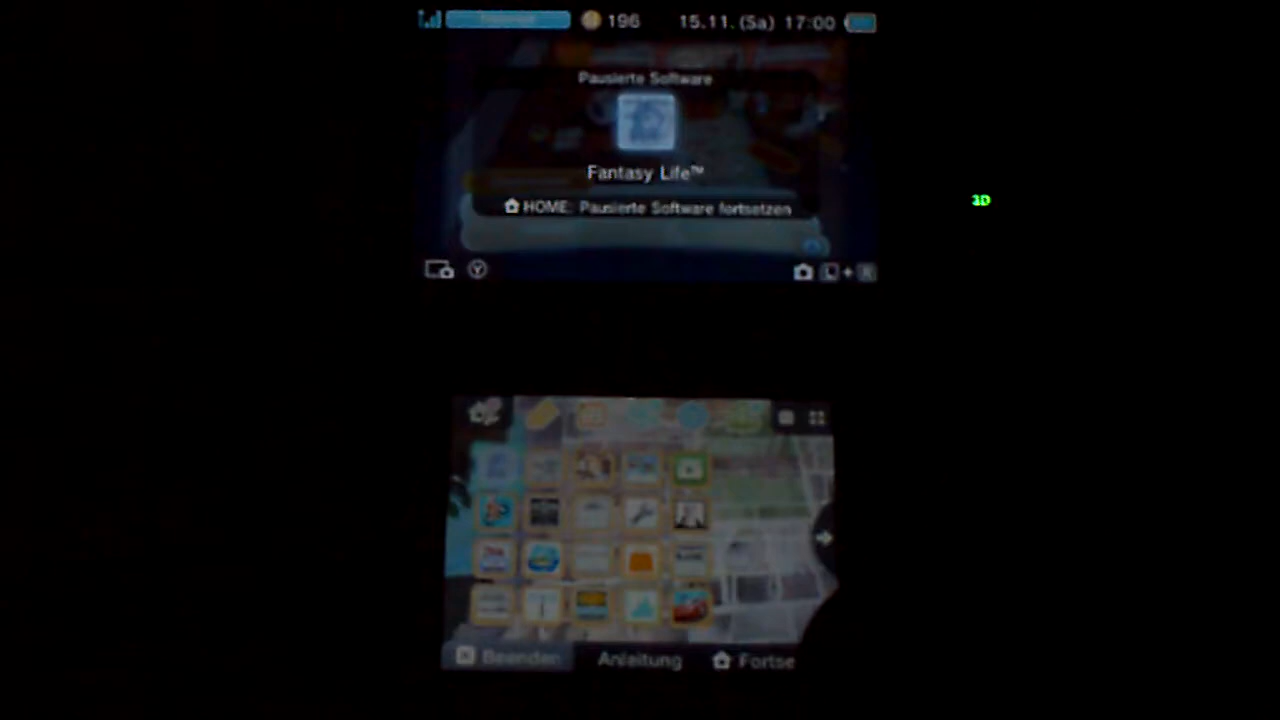 196 15.11. (Sa) 17:00
Pausierte Software
Fantasy Life™
HOME: Pausierte Software fortsetzen
Y
L + R
3D
Beenden Anleitung Fortse